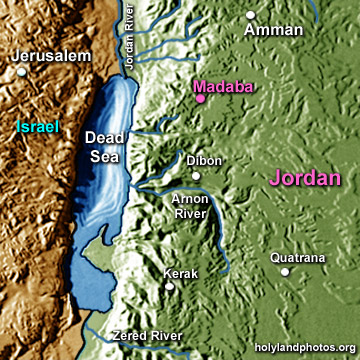 Jordan River
Amman
Jerusalem
Madaba
Israel
Dead
Sea
Dibon
Jordan
Arnon
River
Quatrana
Kerak
Zered River
holylandphotos.org